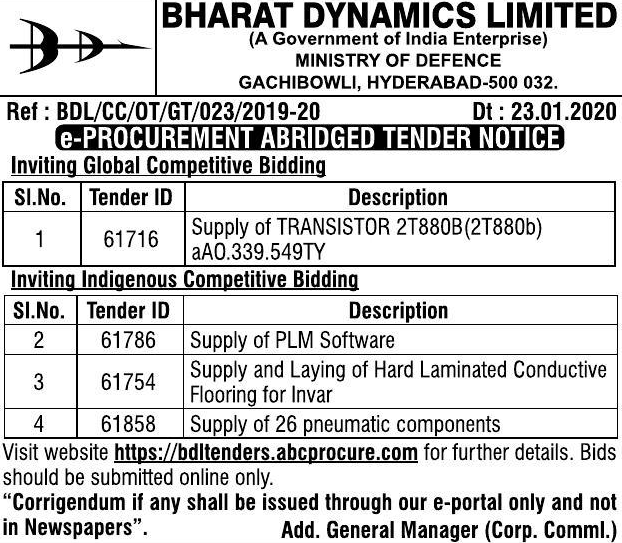 BHARAT DYNAMICS LIMITED
(A Government of India Enterprise)
MINISTRY OF DEFENCE
GACHIBOWLI, HYDERABAD-500 032.
Ref : BDL/CC/OT/GT/023/2019-20 Dt : 23.01.2020
e-PROCUREMENT ABRIDGED TENDER NOTICE
Inviting Global Competitive Bidding
Sl.No. Tender ID Description
1 61716 Supply of TRANSISTOR 2T880B(2T880b)
aAO.339.549TY
Inviting Indigenous Competitive Bidding
Sl.No. Tender ID Description
2 61786 Supply of PLM Software
3 61754 Supply and Laying of Hard Laminated Conductive
Flooring for Invar
4 61858 Supply of 26 pneumatic components
Visit website https://bdltenders.abcprocure.com for further details. Bids
should be submitted online only.
“Corrigendum if any shall be issued through our e-portal only and not
in Newspapers”. Add. General Manager (Corp. Comml.)